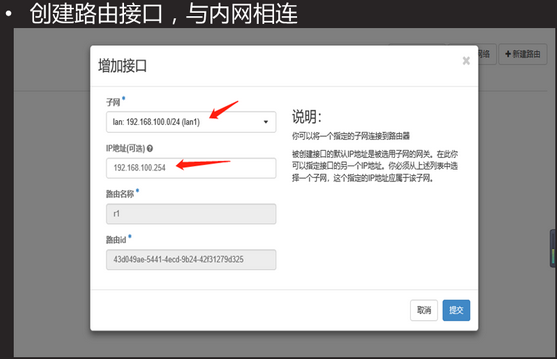 • 创建路由接口，与内网相连
络
+ 新建路由
增加接口
×
子网 *
lan: 192.168.100.0/24 (lan1)
说明：
你可以将一个指定的子网连接到路由器
IP地址(可选)
被创建接口的默认IP地址是被选用子网的网关。在此你
192.168.100.254
可以指定接口的另一个IP地址。你必须从上述列表中选
择一个子网，这个指定的IP地址应属于该子网。
路由名称 *
r1
路由id *
43d049ae-5441-4ecd-9b24-42f31279d325
取消
提交